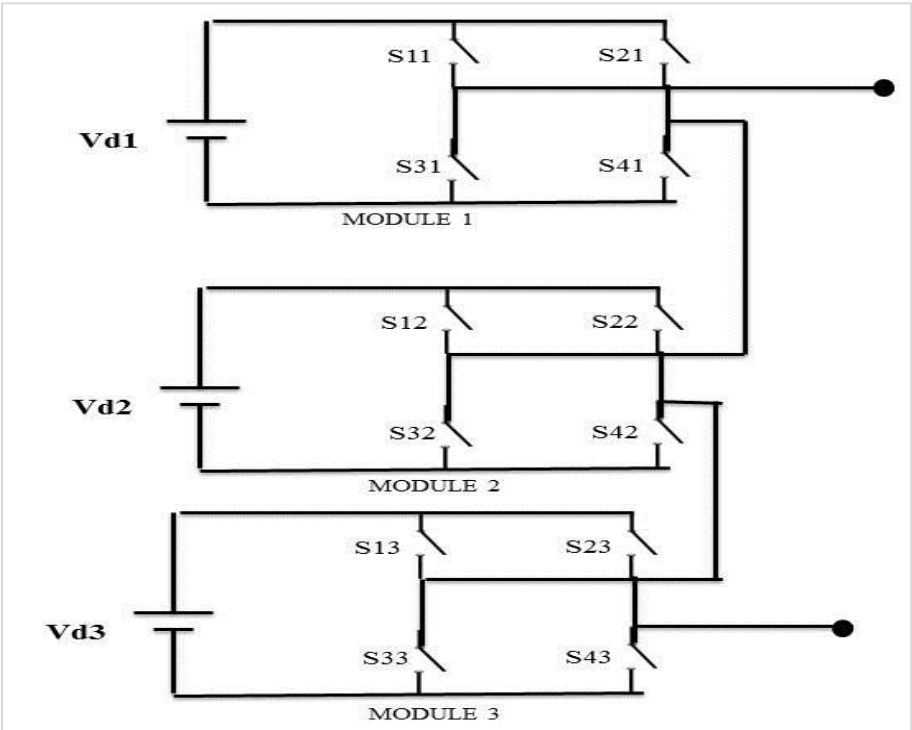 S11 S21
Vd1
S31 S41
MODULE 1
S12 S22
Vd2
S32 S42
MODULE 2
S13 S23
Vd3
S33 S43
MODULE 3